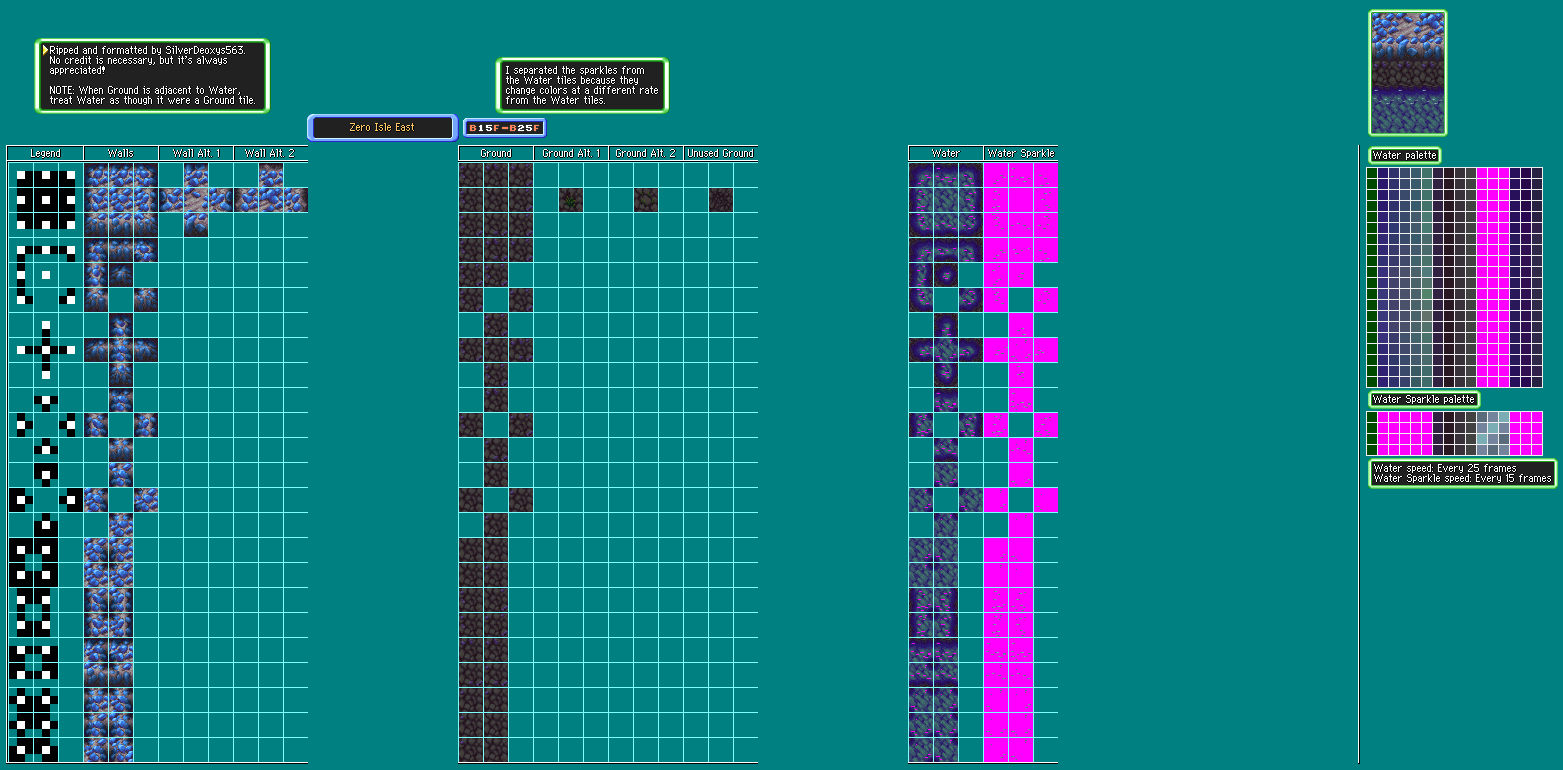 Ripped and formatted by SilverDeoxys563.
No credit is necessary, but it's always
appreciated!
NOTE: When Ground is adjacent to Water,
treat Water as though it were a Ground tile.
I separated the sparkles from
the Water tiles because they
change colors at a different rate
from the Water tiles.
Zero Isle East
B15F-B25F
Legend
Walls
Wall Alt. 1
Wall Alt. 2
Ground
Ground Alt. 1
Ground Alt. 2
Unused Ground
Water
Water Sparkle
Water palette
Water Sparkle palette
Water speed: Every 25 frames
Water Sparkle speed: Every 15 frames